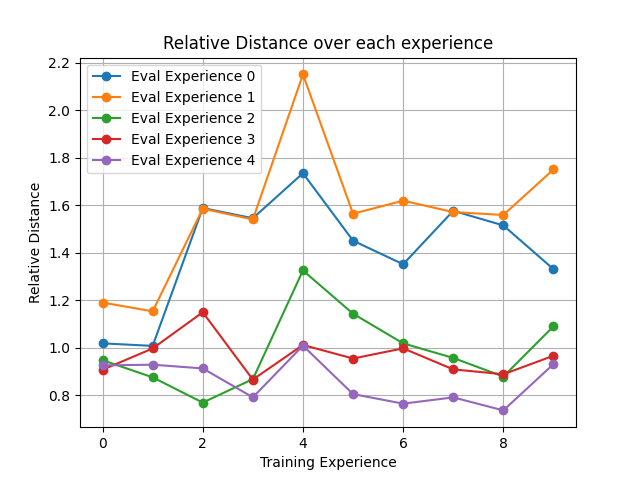 Relative Distance over each experience
Eval Experience 0
Eval Experience 1
Eval Experience 2
Eval Experience 3
Eval Experience 4
2.2
2.0
1.8
1.6
1.4
1.2
1.0
0.8
Relative Distance
0 2 4 6 8
Training Experience